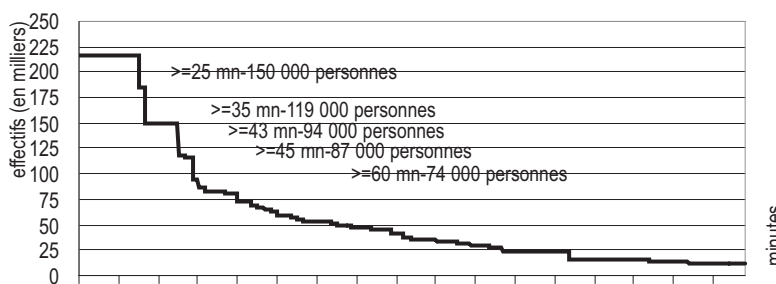 250
225
200
175
150
125
100
75
50
25
0
effectifs (en milliers)
>=25 mn-150 000 personnes
>=35 mn-119 000 personnes
>=43 mn-94 000 personnes
>=45 mn-87 000 personnes
>=60 mn-74 000 personnes
minutes